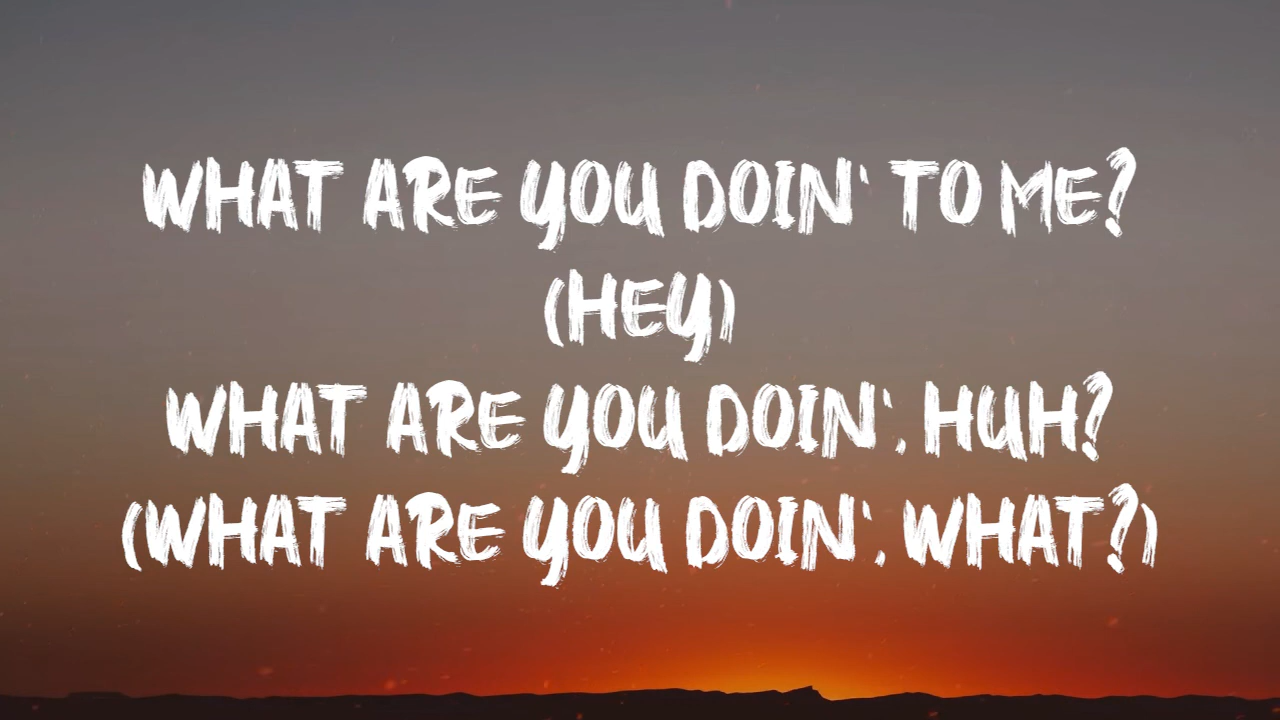 WHAT ARE YOU DOIN' TO ME?
(HEY)
WHAT ARE YOU DOIN', HUH?
(WHAT ARE YOU DOIN', WHAT?)